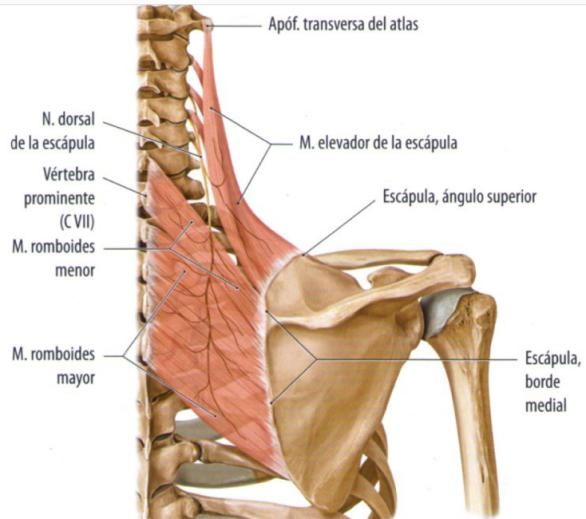 Apóf. transversa del atlas
N. dorsal
de la escápula
M. elevador de la escápula
Vértebra
prominente
(C VII)
Escápula, ángulo superior
M. romboides
menor
M. romboides
mayor
Escápula,
borde
medial